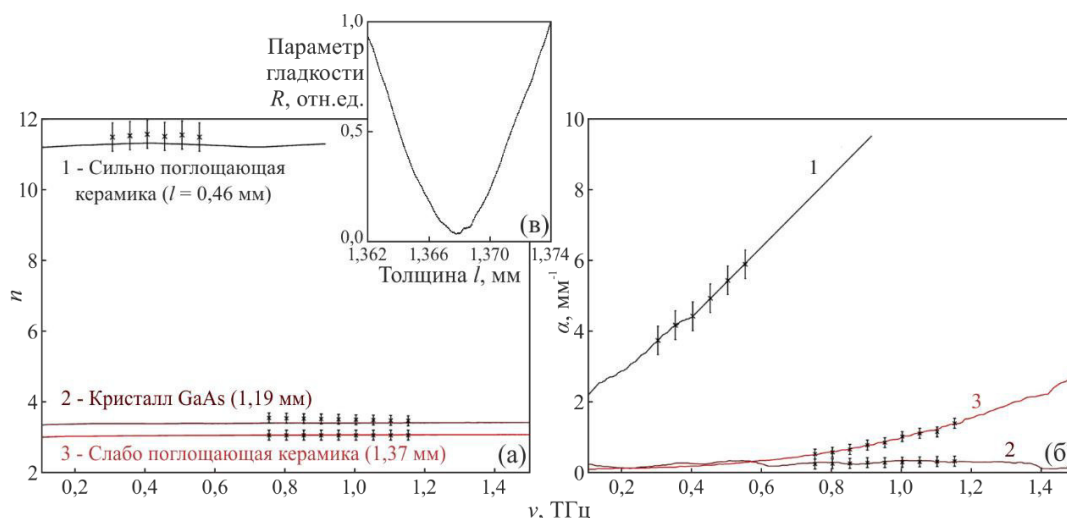 Параметр
гладкости
R, отн.ед.
1,0
0,5
0,0
1,362 1,366 1,370 1,374
Толщина l, мм
(в)
n
12
10
8
6
4
2
1 - Сильно поглощающая
керамика (l = 0,46 мм)
2 - Кристалл GaAs (1,19 мм)
3 - Слабо поглощающая керамика (1,37 мм)
(а)
0,2 0,4 0,6 0,8 1,0 1,2 1,4
α, мм⁻¹
10
8
6
4
2
0
1
3
2
(б)
0,2 0,4 0,6 0,8 1,0 1,2 1,4
ν, ТГц